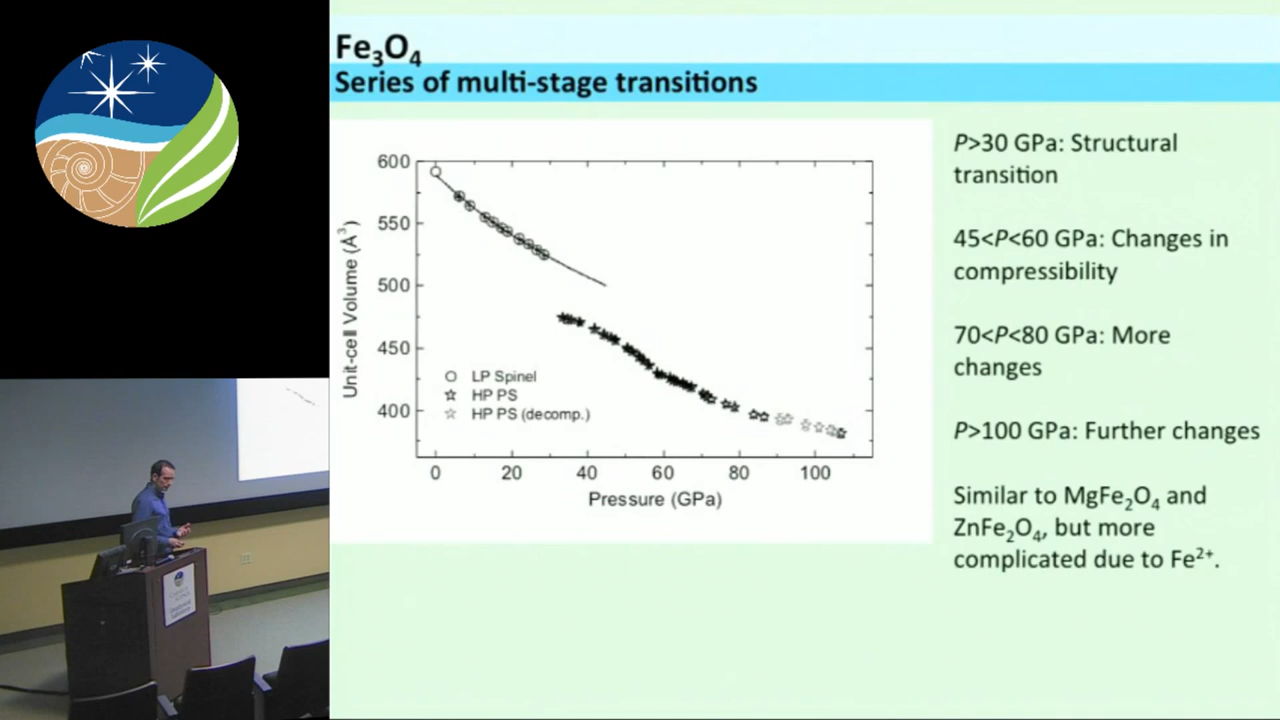 Fe₃O₄
Series of multi-stage transitions
600
550
500
450
400
Unit-cell Volume (Å³)
LP Spinel
HP PS
HP PS (decomp.)
0 20 40 60 80 100
Pressure (GPa)
P>30 GPa: Structural
transition
45<P<60 GPa: Changes in
compressibility
70<P<80 GPa: More
changes
P>100 GPa: Further changes
Similar to MgFe₂O₄ and
ZnFe₂O₄, but more
complicated due to Fe²⁺.